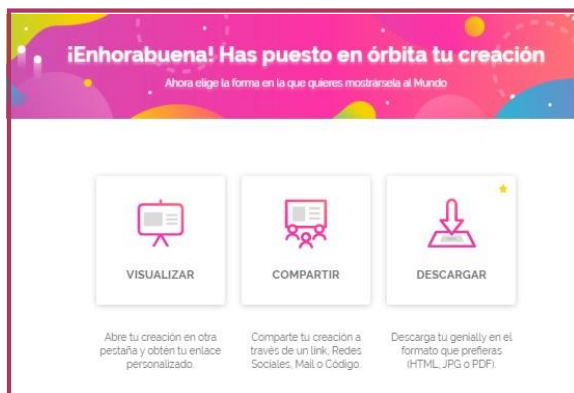 ¡Enhorabuena! Has puesto en órbita tu creación
Ahora elige la forma en la que quieres mostrársela al Mundo
VISUALIZAR
COMPARTIR
DESCARGAR
Abre tu creación en otra
pestaña y obtén tu enlace
personalizado.
Comparte tu creación a
través de un link, Redes
Sociales, Mail o Código.
Descarga tu genially en el
formato que prefieras
(HTML, JPG o PDF).